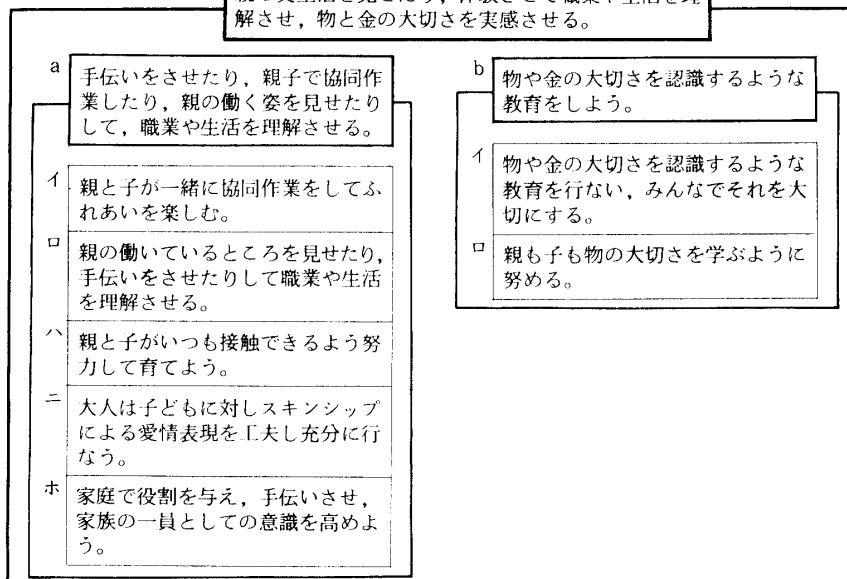 解させ，物と金の大切さを実感させる。
a
手伝いをさせたり，親子で協同作
業したり，親の働く姿を見せたり
して，職業や生活を理解させる。
イ
親と子が一緒に協同作業をしてふ
れあいを楽しむ。
ロ
親の働いているところを見せたり，
手伝いをさせたりして職業や生活
を理解させる。
ハ
親と子がいつも接触できるよう努
力して育てよう。
ニ
大人は子どもに対しスキンシップ
による愛情表現を工夫し充分に行
なう。
ホ
家庭で役割を与え，手伝いさせ，
家族の一員としての意識を高めよ
う。
b
物や金の大切さを認識するような
教育をしよう。
イ
物や金の大切さを認識するような
教育を行ない，みんなでそれを大
切にする。
ロ
親も子も物の大切さを学ぶように
努める。